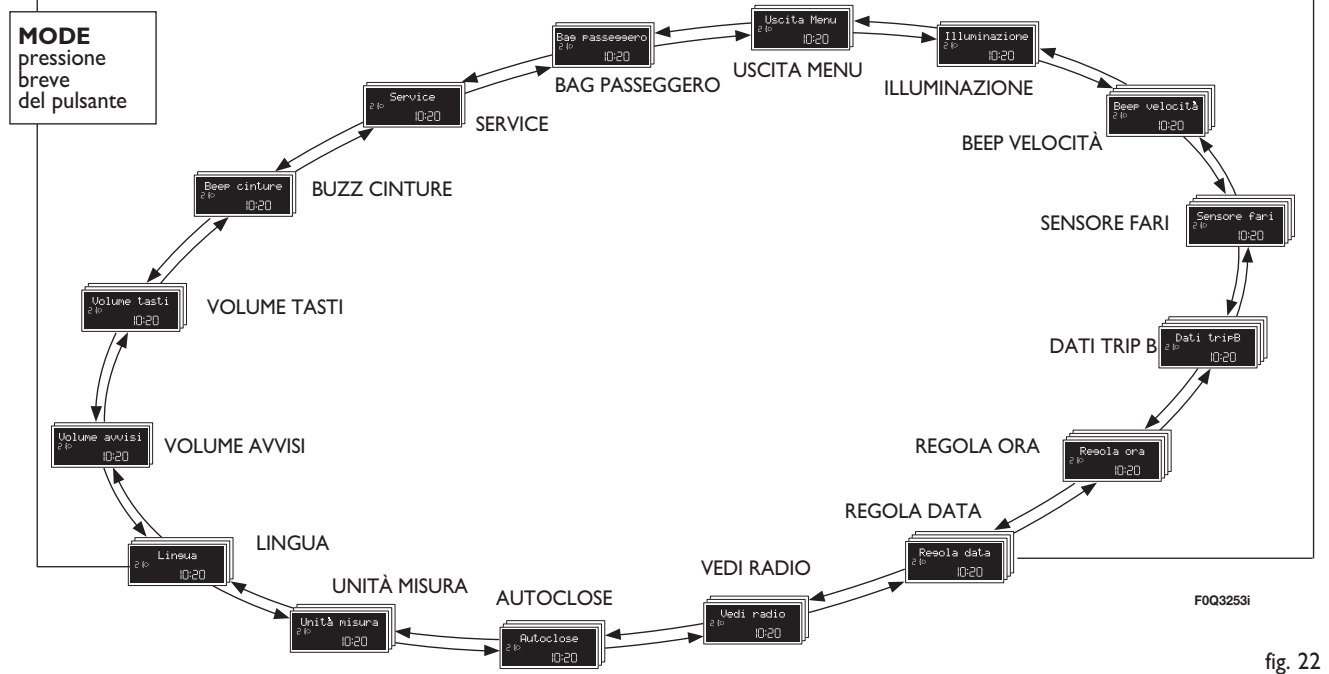 MODE
pressione
breve
del pulsante
Uscita Menu
10:20
USCITA MENU
Illuminazione
10:20
ILLUMINAZIONE
Beep velocità
10:20
BEEP VELOCITÀ
Sensore fari
10:20
SENSORE FARI
Dati tripB
10:20
DATI TRIP B
Regola ora
10:20
REGOLA ORA
Regola data
10:20
REGOLA DATA
Vedi radio
10:20
VEDI RADIO
Autoclose
10:20
AUTOCLOSE
Unità misura
10:20
UNITÀ MISURA
Lingua
10:20
LINGUA
Volume avvisi
10:20
VOLUME AVVISI
Volume tasti
10:20
VOLUME TASTI
Beep cinture
10:20
BUZZ CINTURE
Service
10:20
SERVICE
Bag passeggero
10:20
BAG PASSEGGERO
F0Q3253i
fig. 22